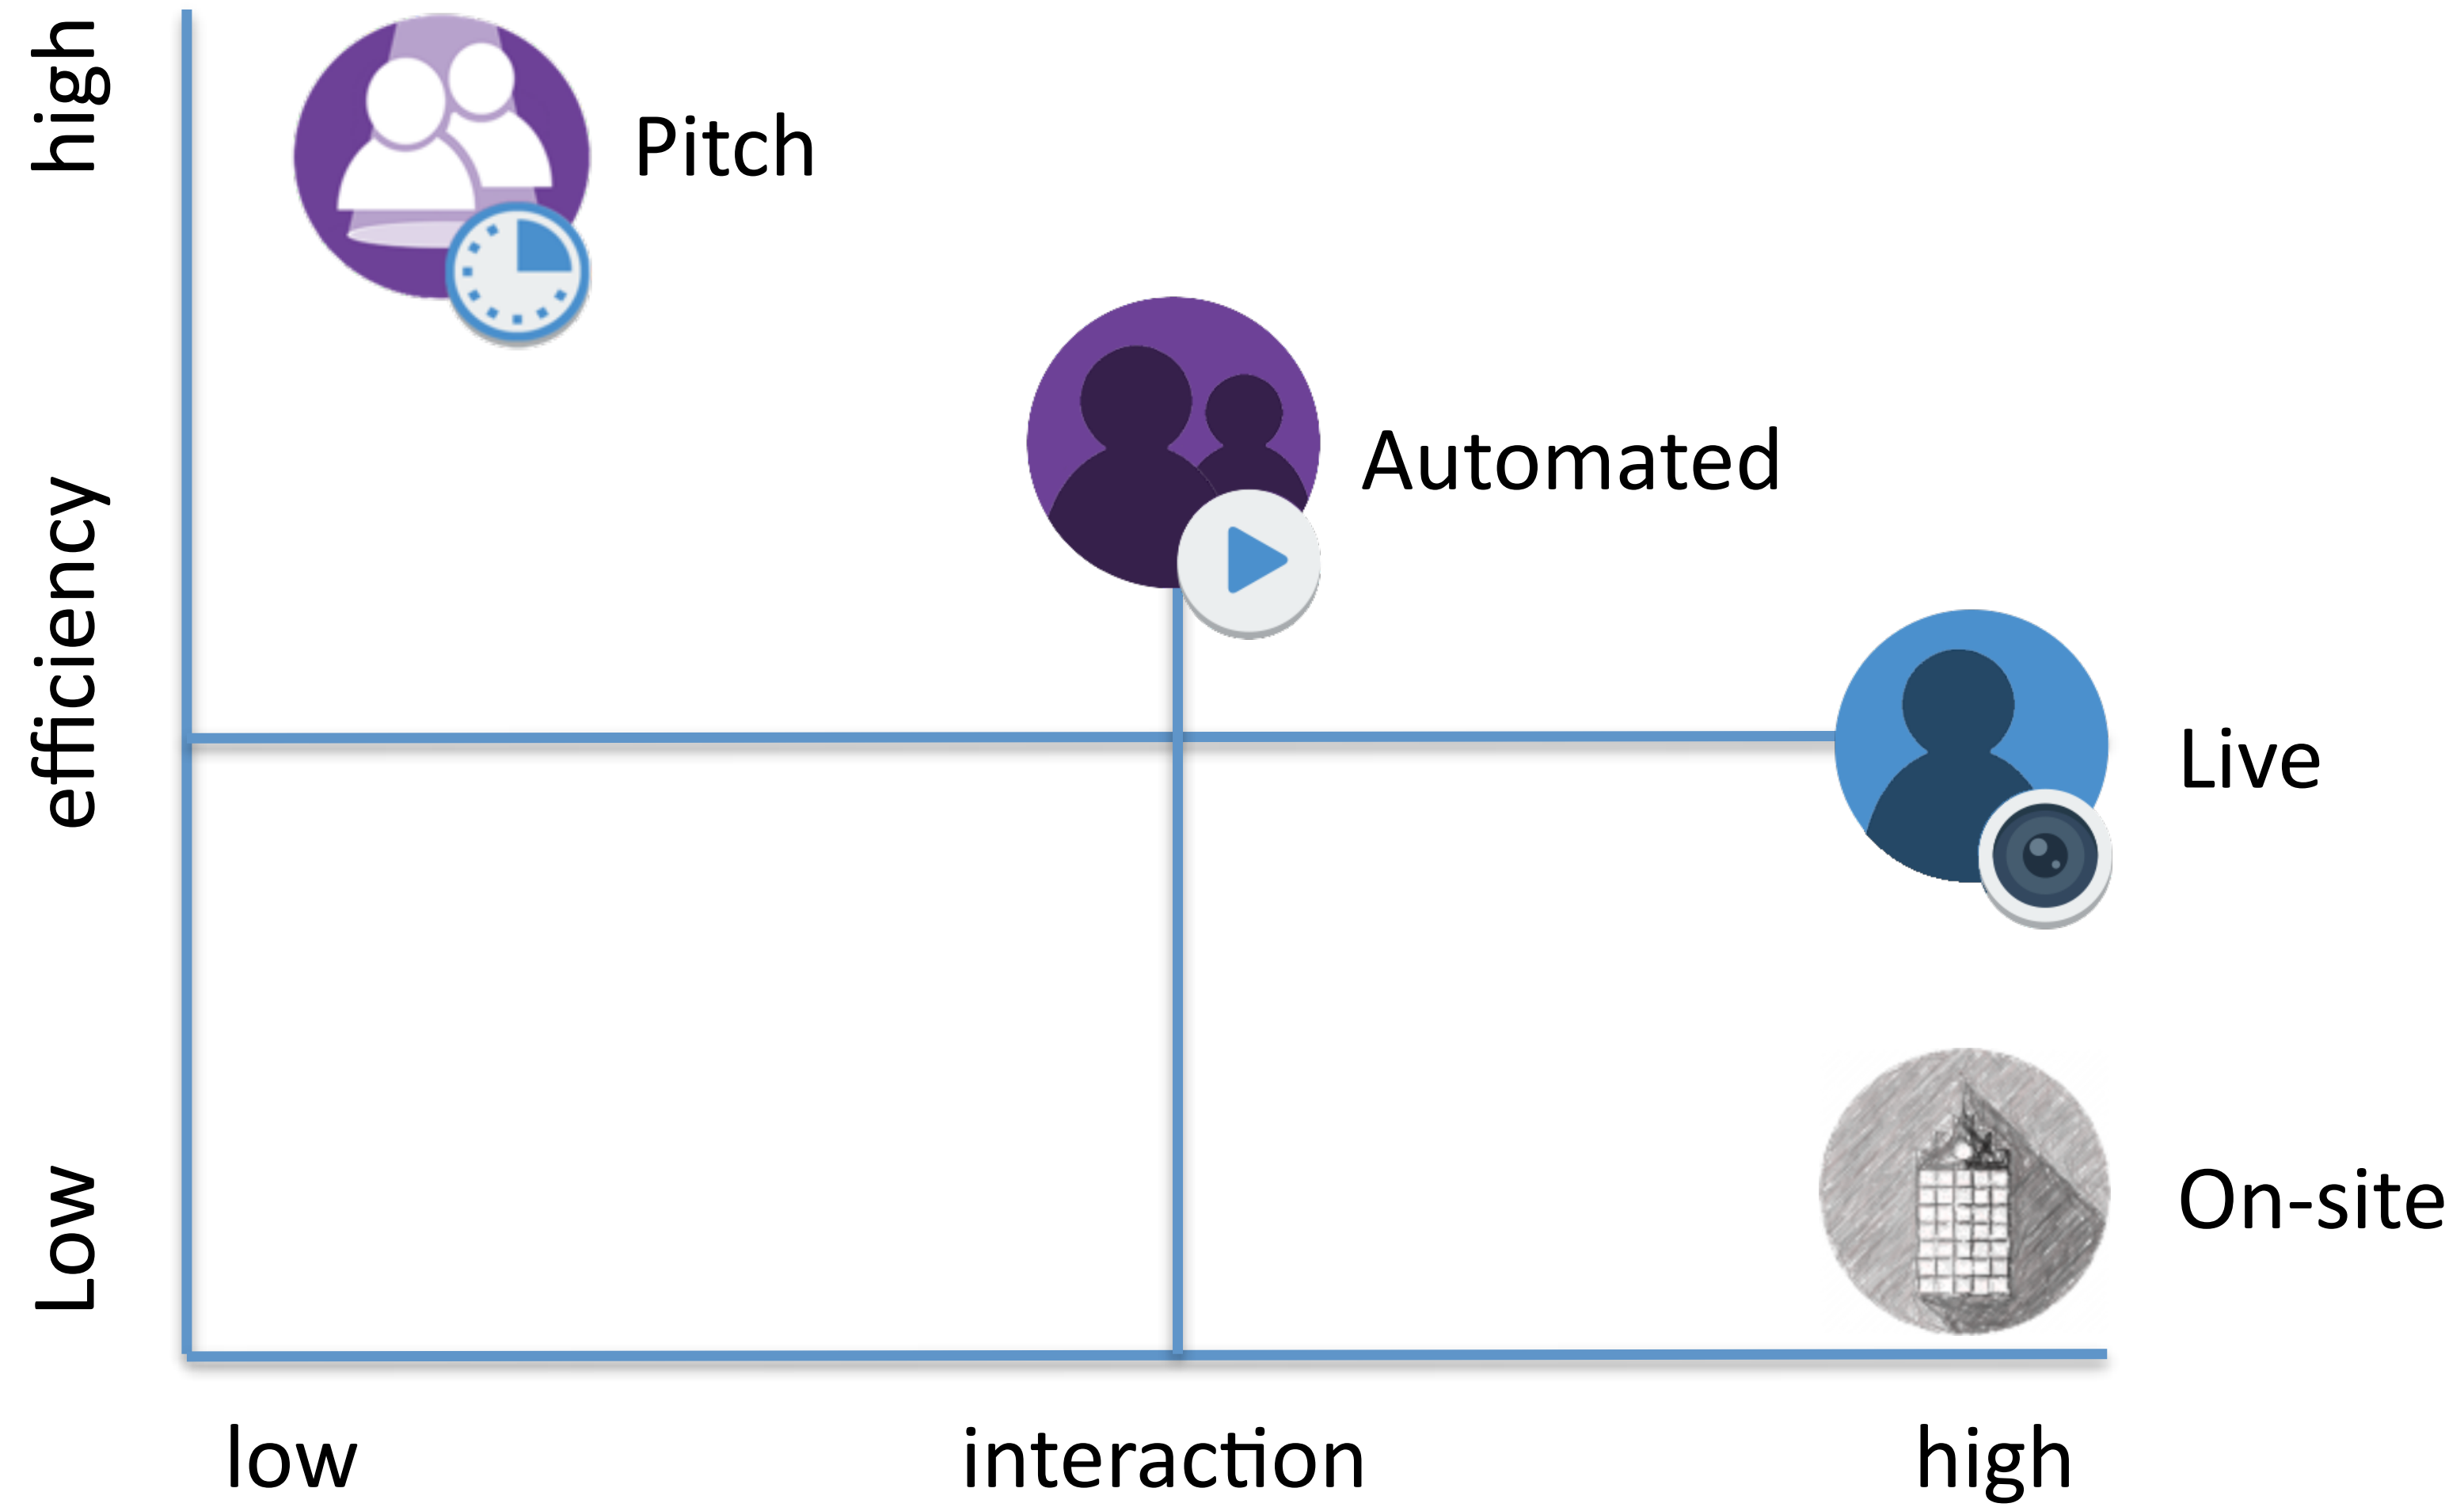 high
Pitch
Automated
efficiency
Live
Low
On-site
low
interaction
high